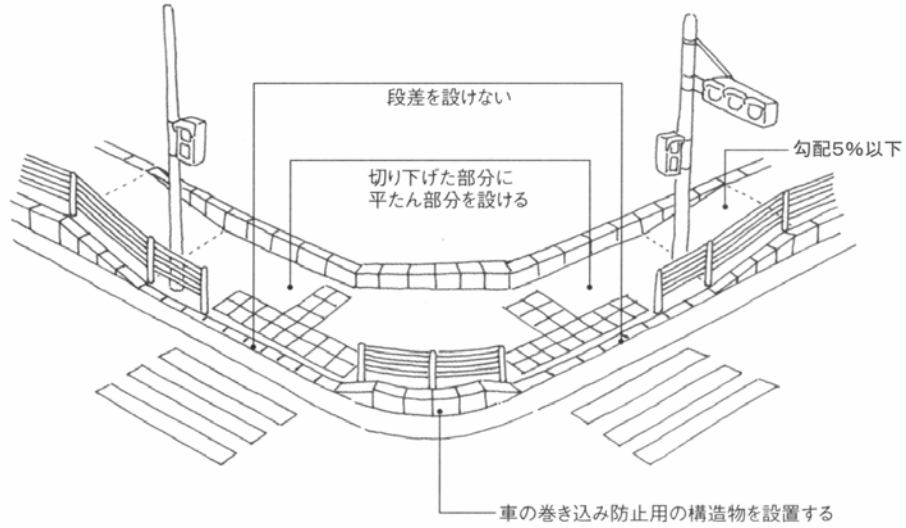 段差を設けない
勾配5%以下
切り下げた部分に
平たん部分を設ける
車の巻き込み防止用の構造物を設置する